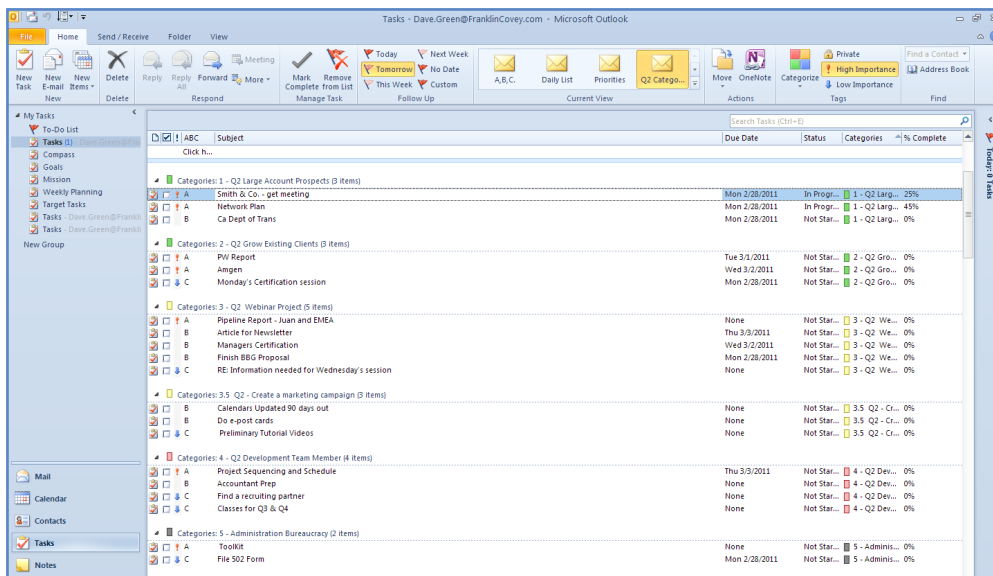 Tasks - Dave.Green@FranklinCovey.com - Microsoft Outlook
File Home Send / Receive Folder View
New Task New E-mail New Items Delete Reply Reply All Forward Meeting More Mark Complete Remove from List Today Next Week Tomorrow No Date This Week Custom A,B,C, Daily List Priorities Q2 Catego... Move OneNote Categorize Private High Importance Low Importance Find a Contact Address Book
New Delete Respond Manage Task Follow Up Current View Actions Tags Find
My Tasks
To-Do List
Tasks (1)
Compass
Goals
Mission
Weekly Planning
Target Tasks
Tasks - Dave.Green@Frankli
Tasks - Dave.Green@Frankli
New Group
Mail
Calendar
Contacts
Tasks
Notes
Search Tasks (Ctrl+E)
! ABC Subject Due Date Status Categories % Complete
Click h...
Categories: 1 - Q2 Large Account Prospects (3 items)
! A Smith & Co. - get meeting Mon 2/28/2011 In Progr... 1 - Q2 Larg... 25%
! A Network Plan Mon 2/28/2011 In Progr... 1 - Q2 Larg... 45%
B Ca Dept of Trans Mon 2/28/2011 Not Star... 1 - Q2 Larg... 0%
Categories: 2 - Q2 Grow Existing Clients (3 items)
! A PW Report Tue 3/1/2011 Not Star... 2 - Q2 Gro... 0%
! A Amgen Wed 3/2/2011 Not Star... 2 - Q2 Gro... 0%
C Monday's Certification session Mon 2/28/2011 Not Star... 2 - Q2 Gro... 0%
Categories: 3 - Q2 Webinar Project (5 items)
! A Pipeline Report - Juan and EMEA None Not Star... 3 - Q2 We... 0%
B Article for Newsletter Thu 3/3/2011 Not Star... 3 - Q2 We... 0%
B Managers Certification Wed 3/2/2011 Not Star... 3 - Q2 We... 0%
B Finish BBG Proposal Mon 2/28/2011 Not Star... 3 - Q2 We... 0%
C RE: Information needed for Wednesday's session None Not Star... 3 - Q2 We... 0%
Categories: 3.5 Q2 - Create a marketing campaign (3 items)
B Calendars Updated 90 days out None Not Star... 3.5 Q2 - Cr... 0%
B Do e-post cards None Not Star... 3.5 Q2 - Cr... 0%
C Preliminary Tutorial Videos None Not Star... 3.5 Q2 - Cr... 0%
Categories: 4 - Q2 Development Team Member (4 items)
! A Project Sequencing and Schedule Thu 3/3/2011 Not Star... 4 - Q2 Dev... 0%
B Accountant Prep None Not Star... 4 - Q2 Dev... 0%
C Find a recruiting partner None Not Star... 4 - Q2 Dev... 0%
C Classes for Q3 & Q4 None Not Star... 4 - Q2 Dev... 0%
Categories: 5 - Administration Bureaucracy (2 items)
! A ToolKit None Not Star... 5 - Adminis... 0%
C File 502 Form Mon 2/28/2011 Not Star... 5 - Adminis... 0%
Today: 0 Tasks